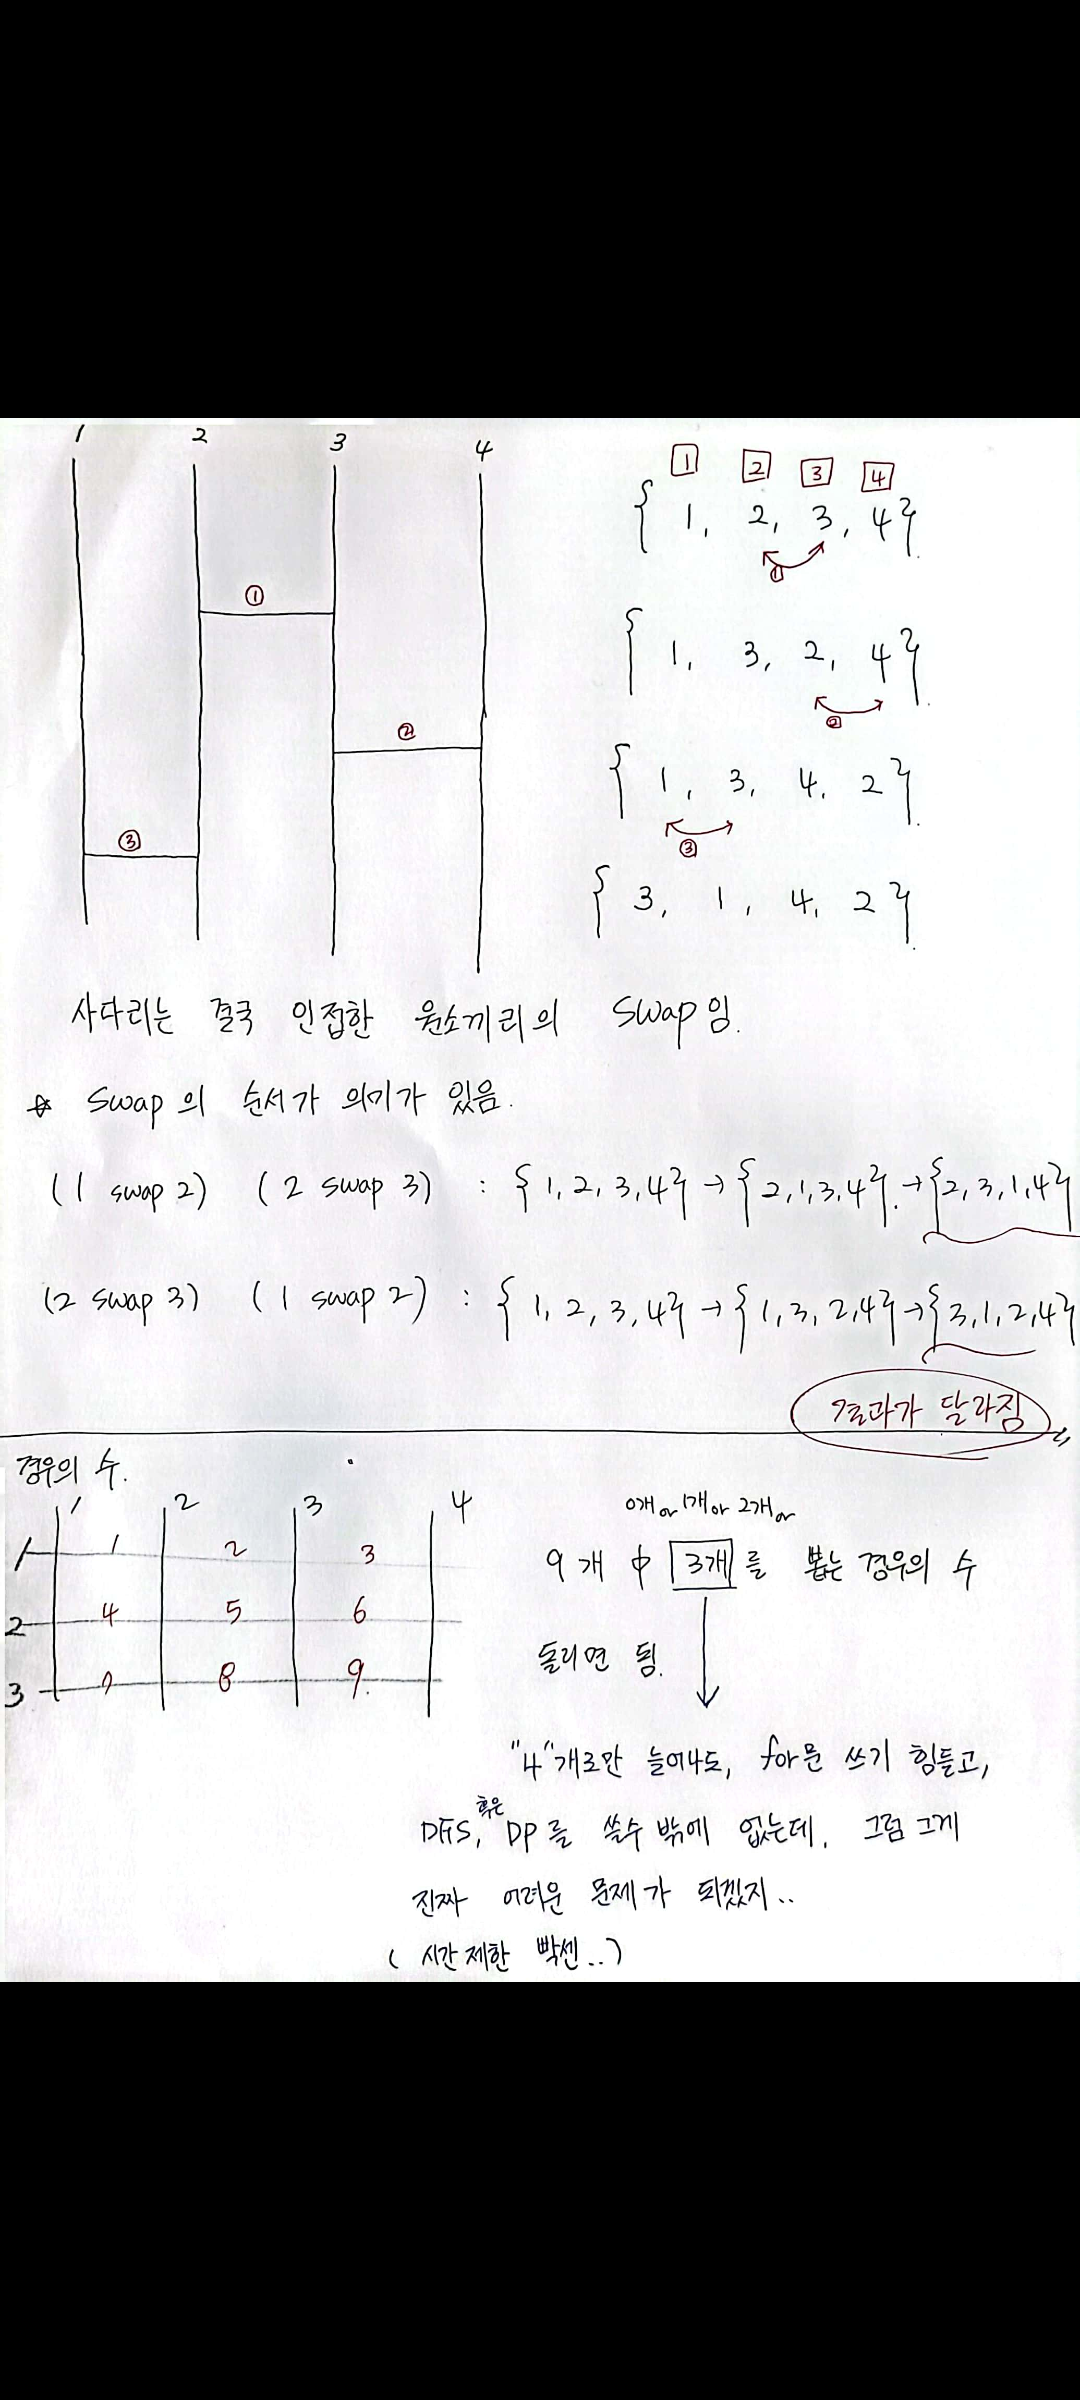 1 2 3 4
①
②
③
1 2 3 4
{ 1, 2, 3, 4 }
①
{ 1, 3, 2, 4 }
②
{ 1, 3, 4, 2 }
③
{ 3, 1, 4, 2 }
사다리는 결국 인접한 원소끼리의 Swap임.
☆ Swap의 순서가 의미가 있음.
(1 swap 2) (2 swap 3) : { 1, 2, 3, 4 } → { 2, 1, 3, 4 } → { 2, 3, 1, 4 }
(2 swap 3) (1 swap 2) : { 1, 2, 3, 4 } → { 1, 3, 2, 4 } → { 3, 1, 2, 4 }
결과가 달라짐
경우의 수.
1 2 3 4
1 1 2 3
2 4 5 6
3 7 8 9
0개 or 1개 or 2개 or
9개 中 3개를 뽑는 경우의 수
돌리면 됨.
"4"개로만 늘어나도, for문 쓰기 힘들고,
DFS, 혹은 DP를 쓸수 밖에 없는데, 그럼 그게
진짜 어려운 문제가 되겠지..
( 시간제한 빡센..)